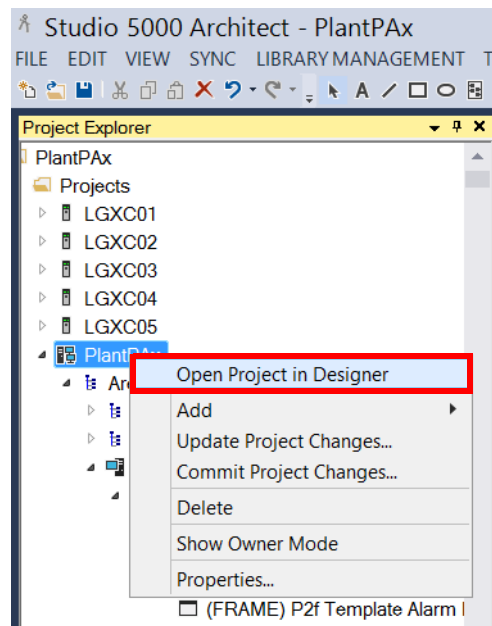 Studio 5000 Architect - PlantPAx
FILE EDIT VIEW SYNC LIBRARY MANAGEMENT T
Project Explorer
PlantPAx
Projects
LGXC01
LGXC02
LGXC03
LGXC04
LGXC05
PlantPAx
Open Project in Designer
Add
Update Project Changes...
Commit Project Changes...
Delete
Show Owner Mode
Properties...
(FRAME) P2f Template Alarm